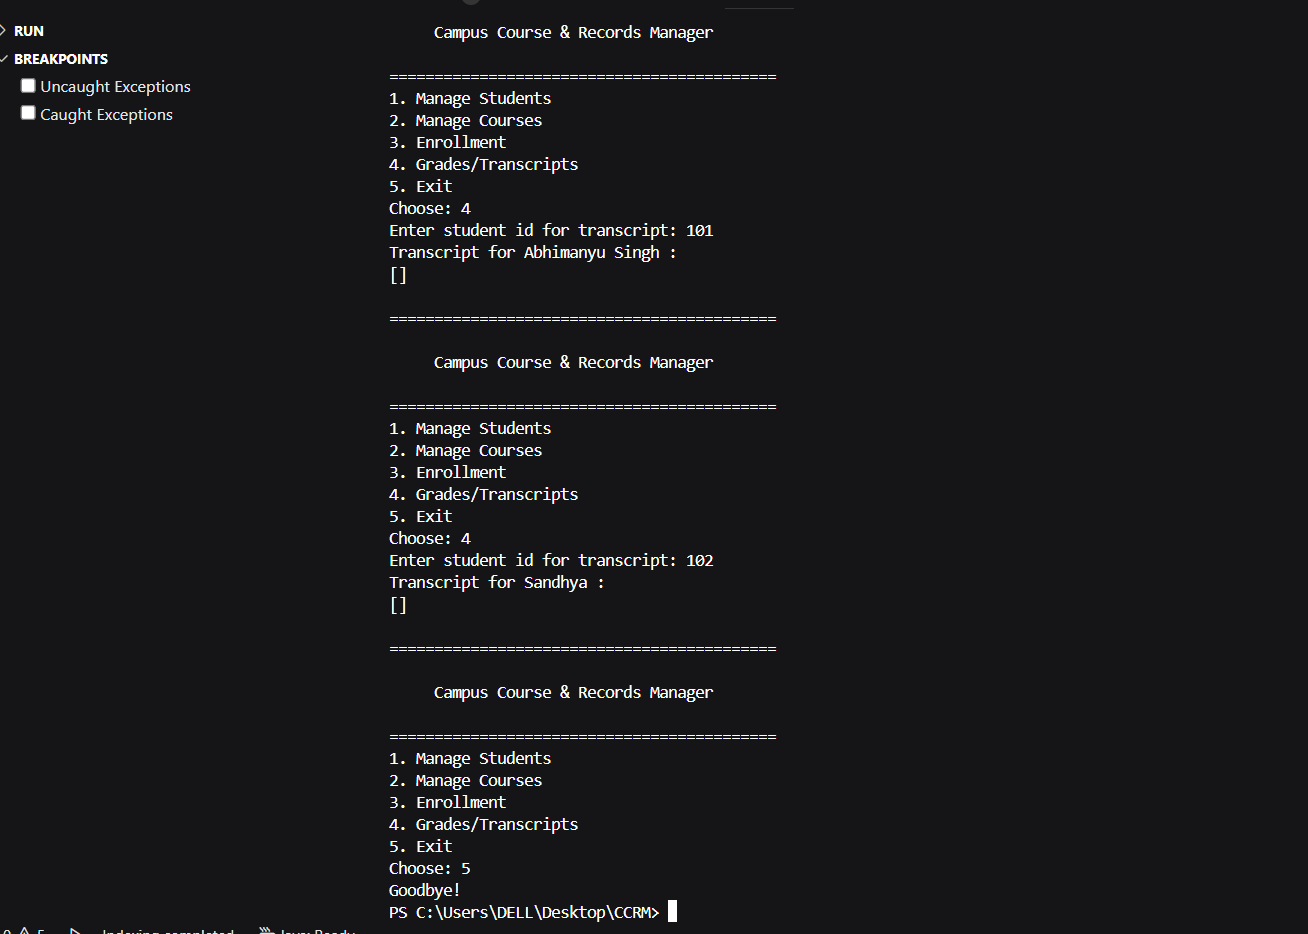 RUN
BREAKPOINTS
Uncaught Exceptions
Caught Exceptions
Campus Course & Records Manager
===========================================
1. Manage Students
2. Manage Courses
3. Enrollment
4. Grades/Transcripts
5. Exit
Choose: 4
Enter student id for transcript: 101
Transcript for Abhimanyu Singh :
[]
===========================================
Campus Course & Records Manager
===========================================
1. Manage Students
2. Manage Courses
3. Enrollment
4. Grades/Transcripts
5. Exit
Choose: 4
Enter student id for transcript: 102
Transcript for Sandhya :
[]
===========================================
Campus Course & Records Manager
===========================================
1. Manage Students
2. Manage Courses
3. Enrollment
4. Grades/Transcripts
5. Exit
Choose: 5
Goodbye!
PS C:\Users\DELL\Desktop\CCRM>
Indexing completed Java: Ready